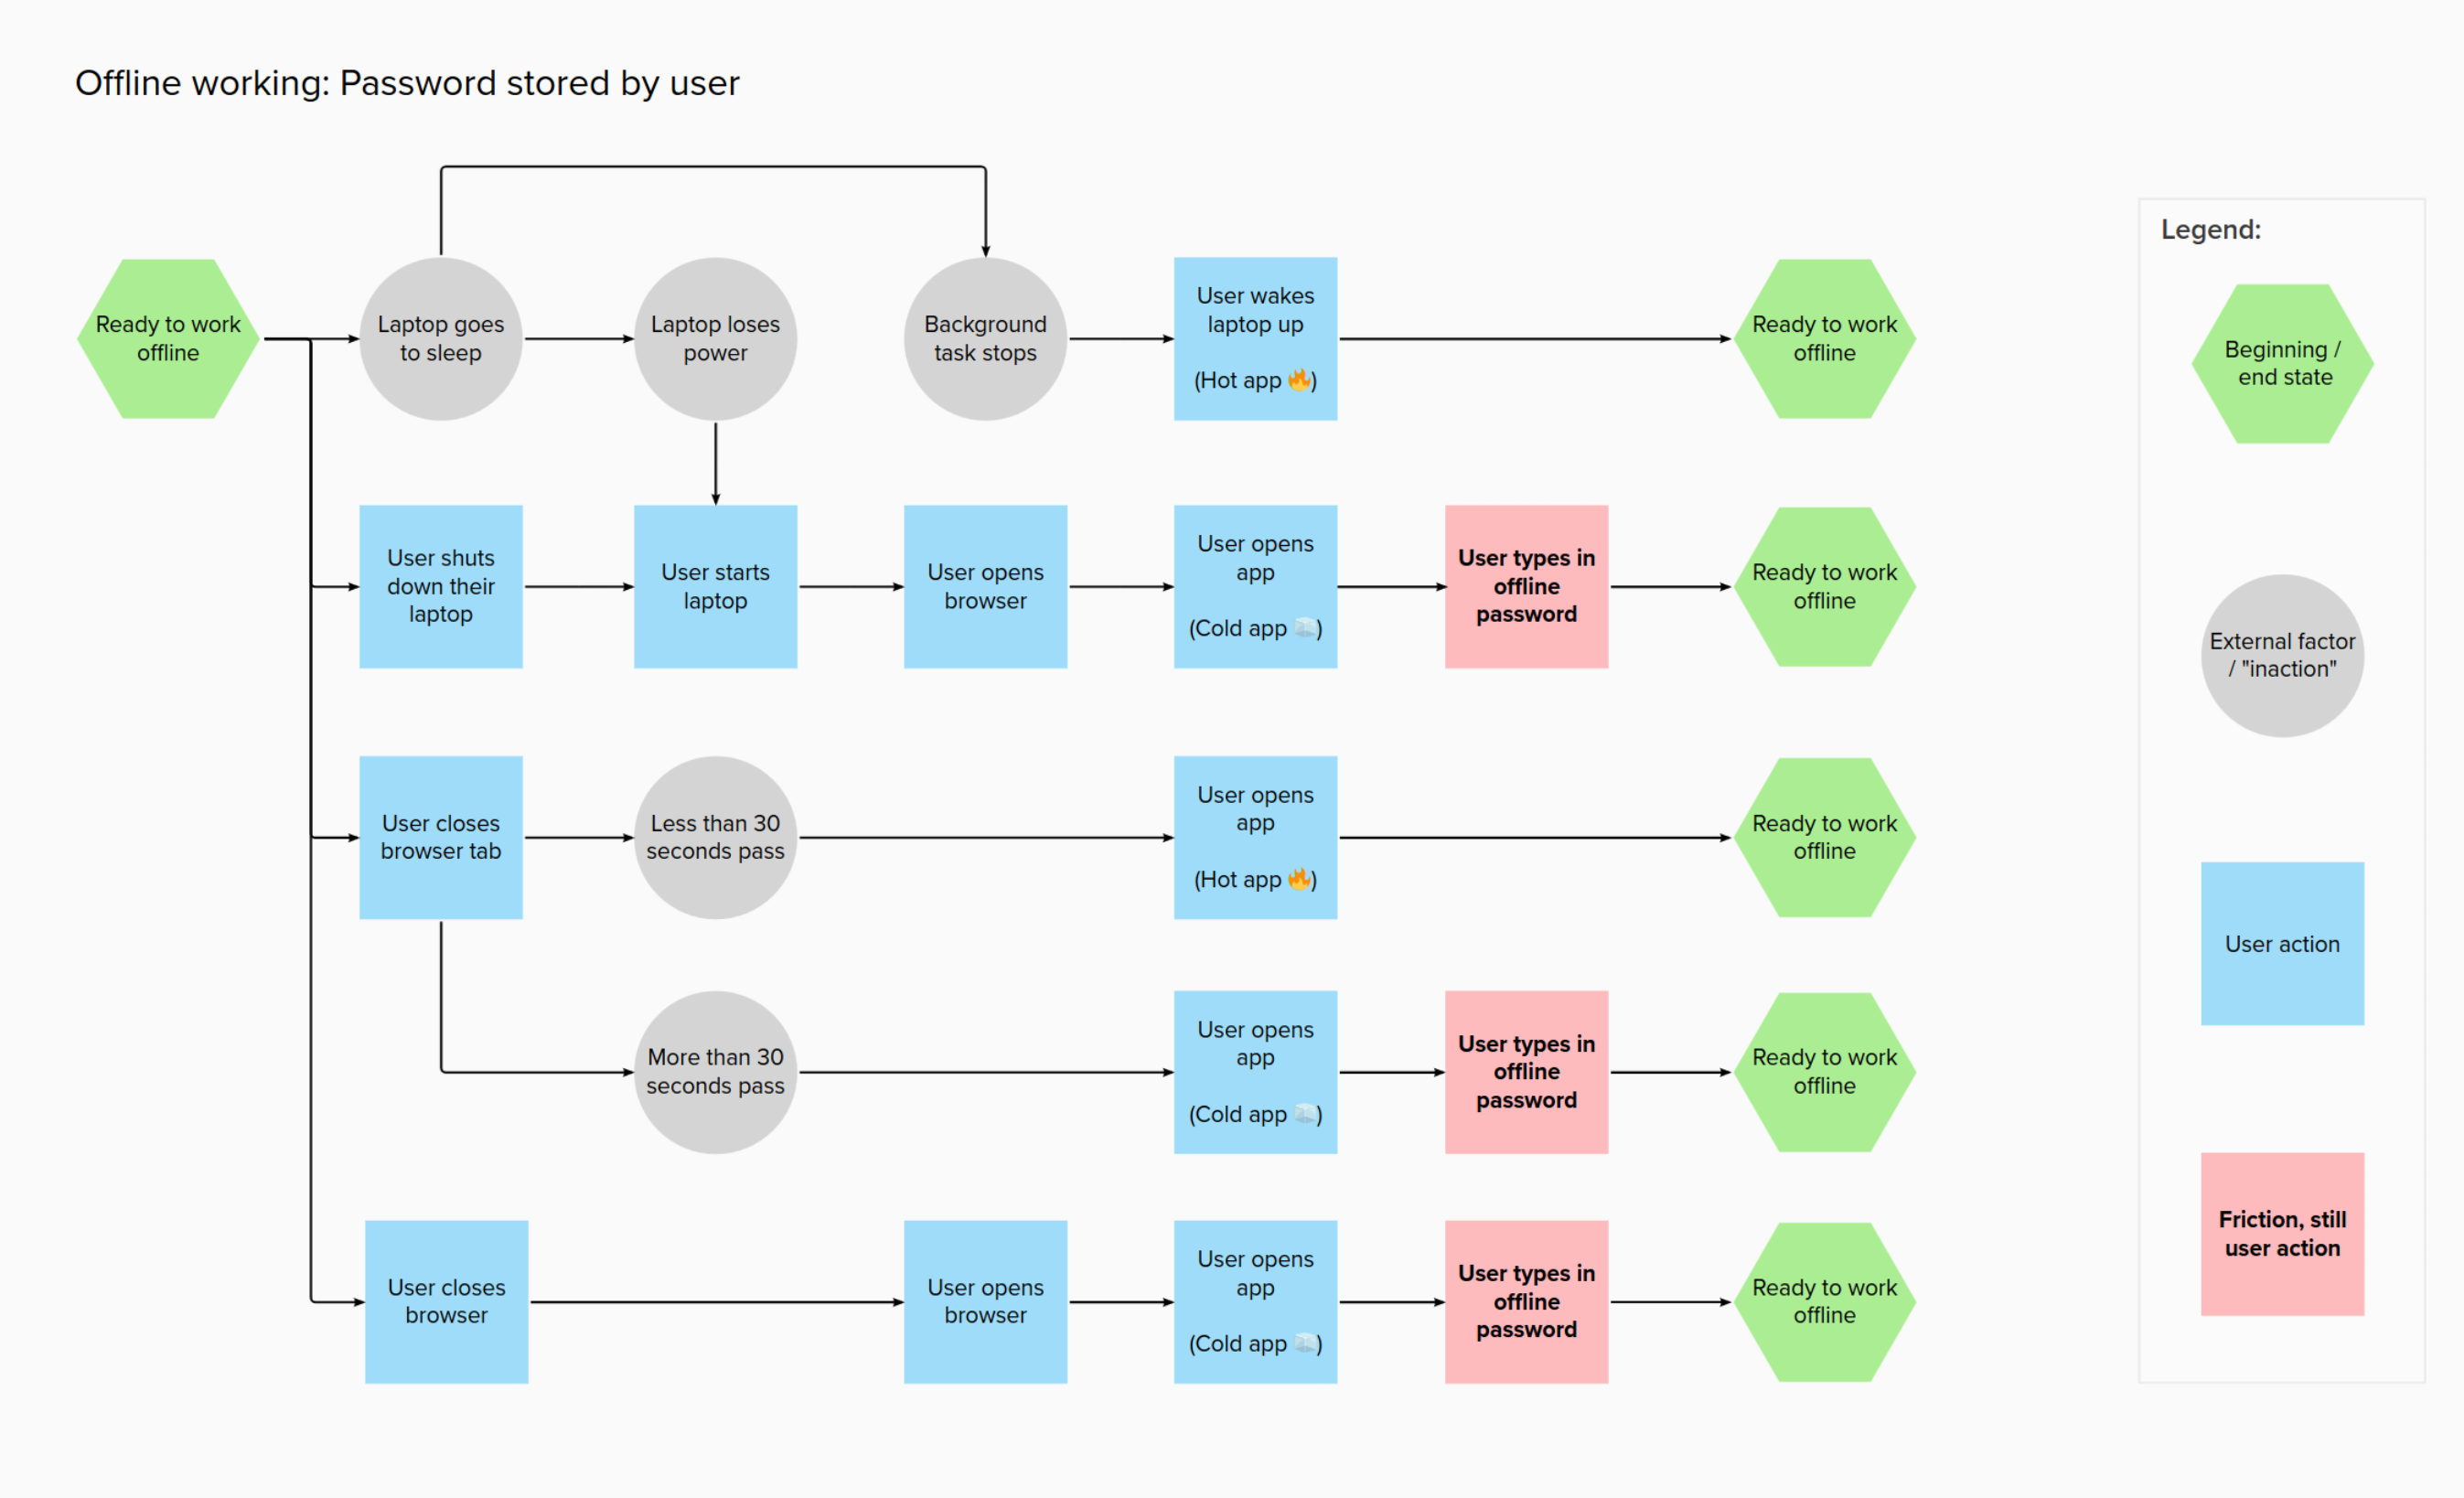 Offline working: Password stored by user
Ready to work
offline
Laptop goes
to sleep
Laptop loses
power
Background
task stops
User wakes
laptop up
(Hot app 🔥)
Ready to work
offline
User shuts
down their
laptop
User starts
laptop
User opens
browser
User opens
app
(Cold app 🧊)
User types in
offline
password
Ready to work
offline
User closes
browser tab
Less than 30
seconds pass
User opens
app
(Hot app 🔥)
Ready to work
offline
More than 30
seconds pass
User opens
app
(Cold app 🧊)
User types in
offline
password
Ready to work
offline
User closes
browser
User opens
browser
User opens
app
(Cold app 🧊)
User types in
offline
password
Ready to work
offline
Legend:
Beginning /
end state
External factor
/ "inaction"
User action
Friction, still
user action